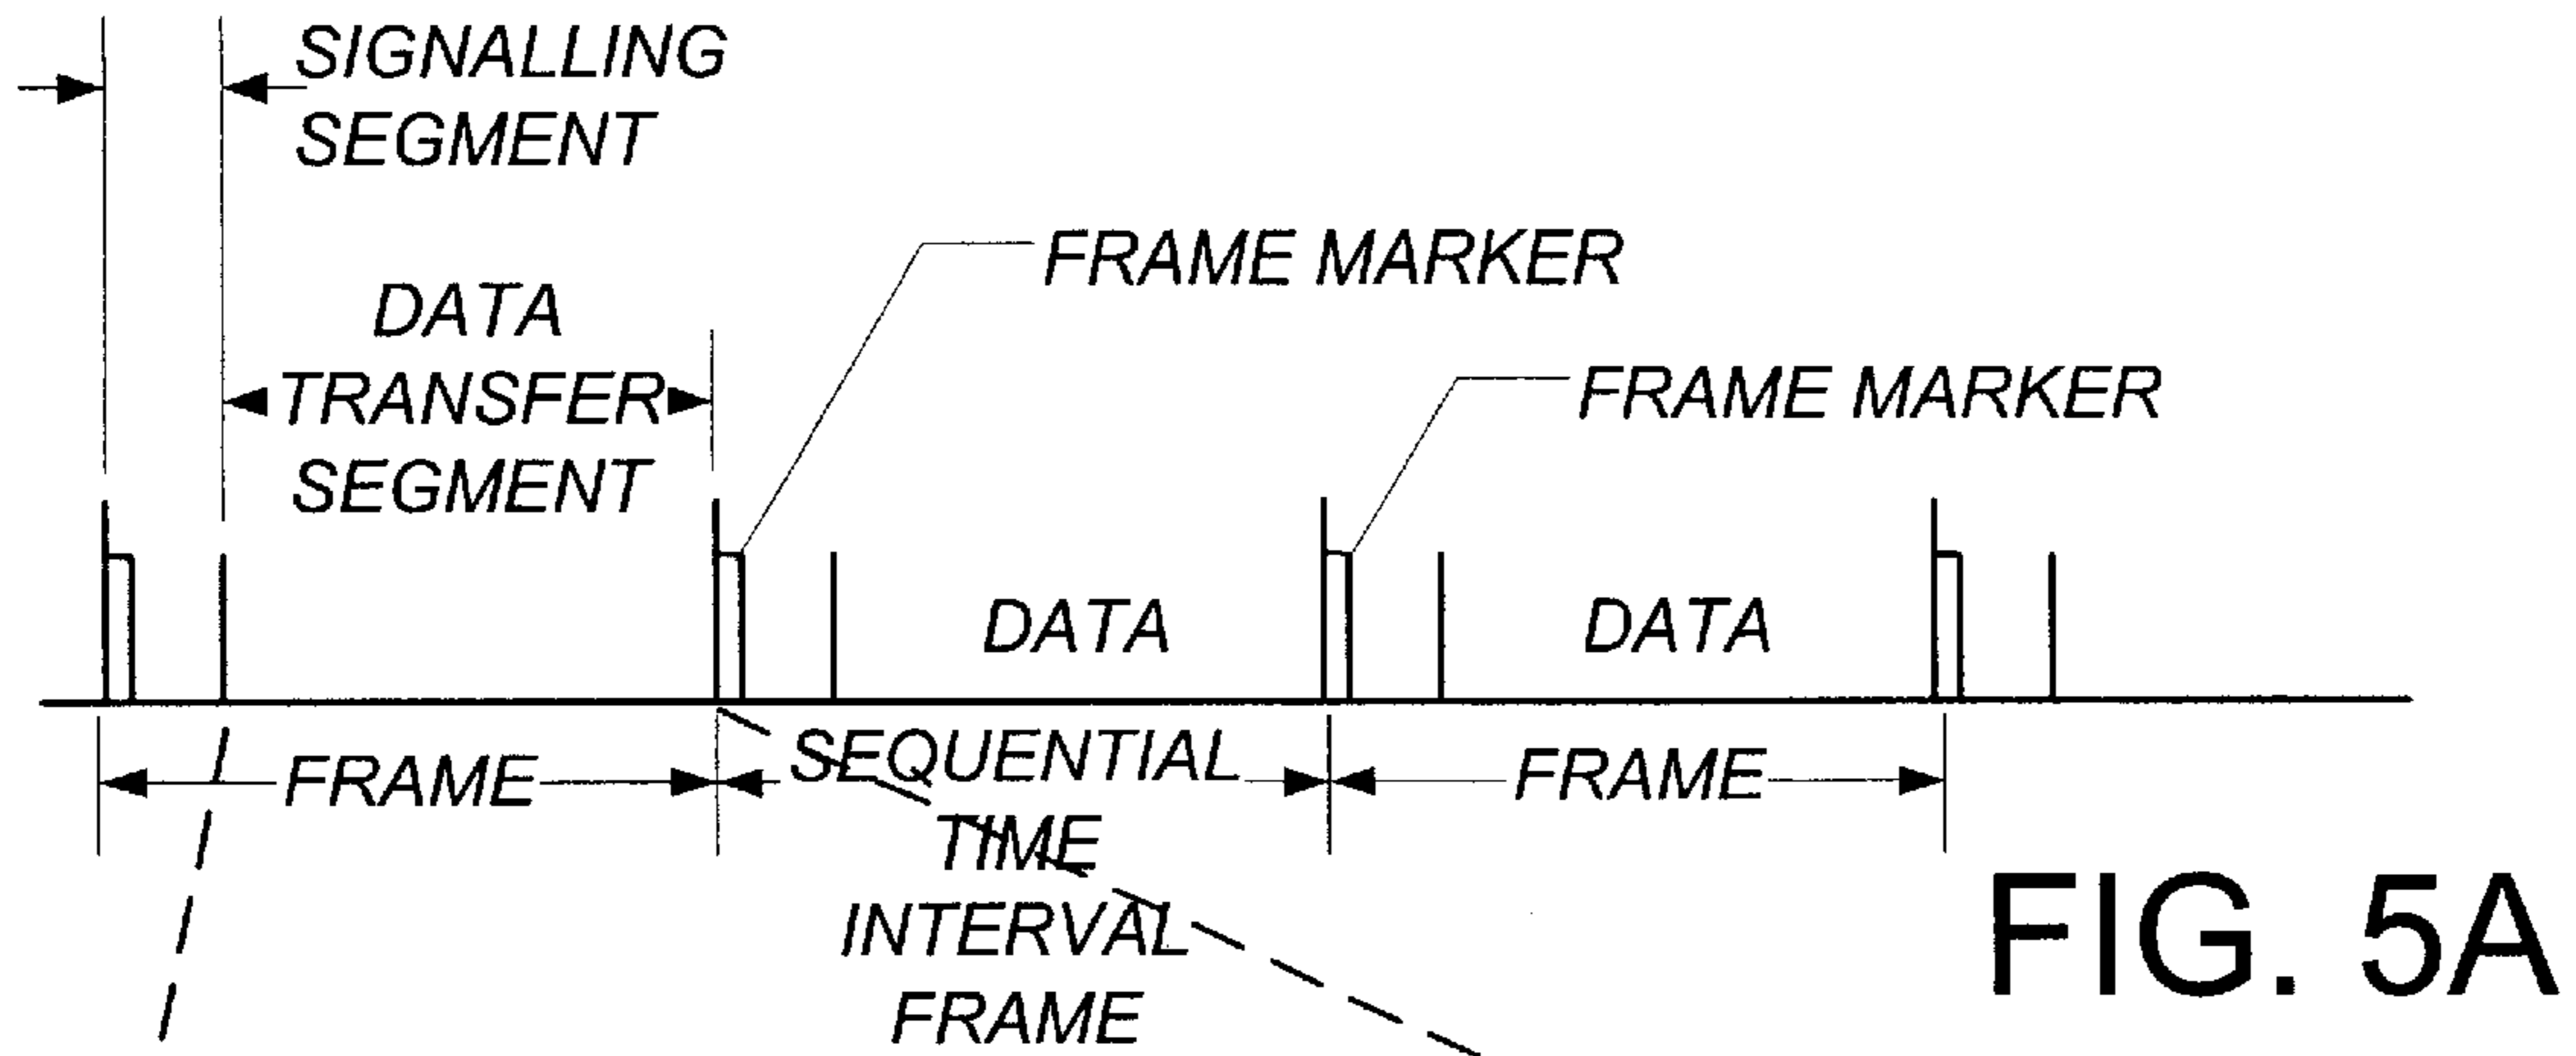 SIGNALLING
SEGMENT
FRAME MARKER
DATA
TRANSFER
SEGMENT
FRAME MARKER
DATA
DATA
FRAME
SEQUENTIAL
TIME
INTERVAL
FRAME
FRAME
FIG. 5A